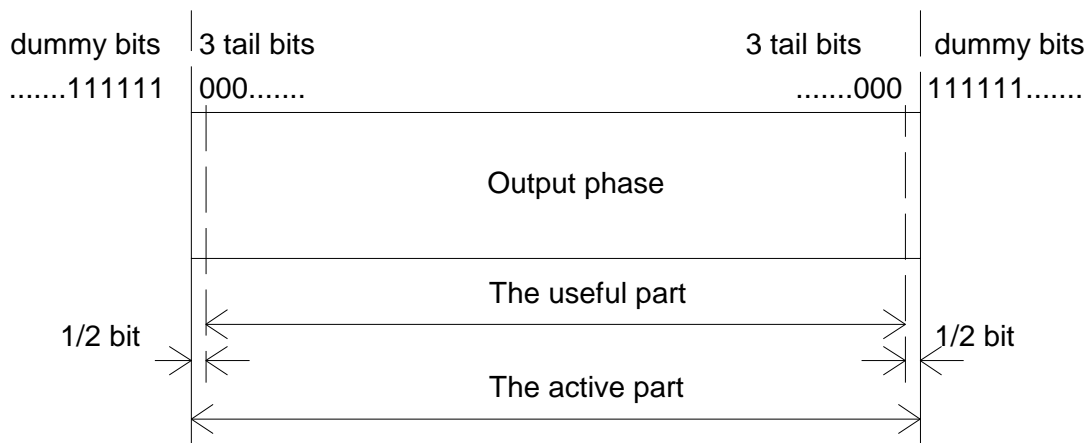 dummy bits 3 tail bits 3 tail bits dummy bits
.......111111 000....... .......000 111111.......
Output phase
The useful part
1/2 bit 1/2 bit
The active part